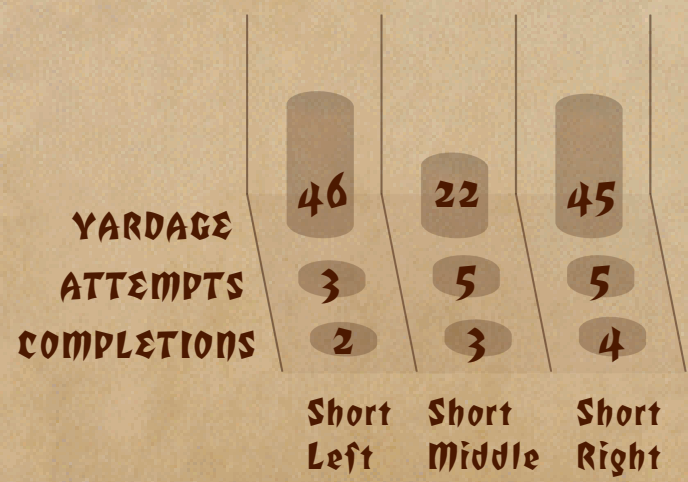 46 22 45
YARDAGE
ATTEMPTS 3 5 5
COMPLETIONS 2 3 4
Short Short Short
Left Middle Right